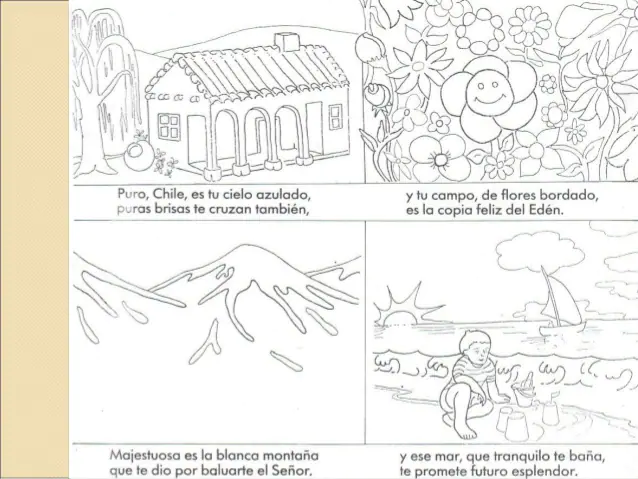 Puro, Chile, es tu cielo azulado,
puras brisas te cruzan también,
y tu campo, de flores bordado,
es la copia feliz del Edén.
Majestuosa es la blanca montaña
que te dio por baluarte el Señor.
y ese mar, que tranquilo te baña,
te promete futuro esplendor.